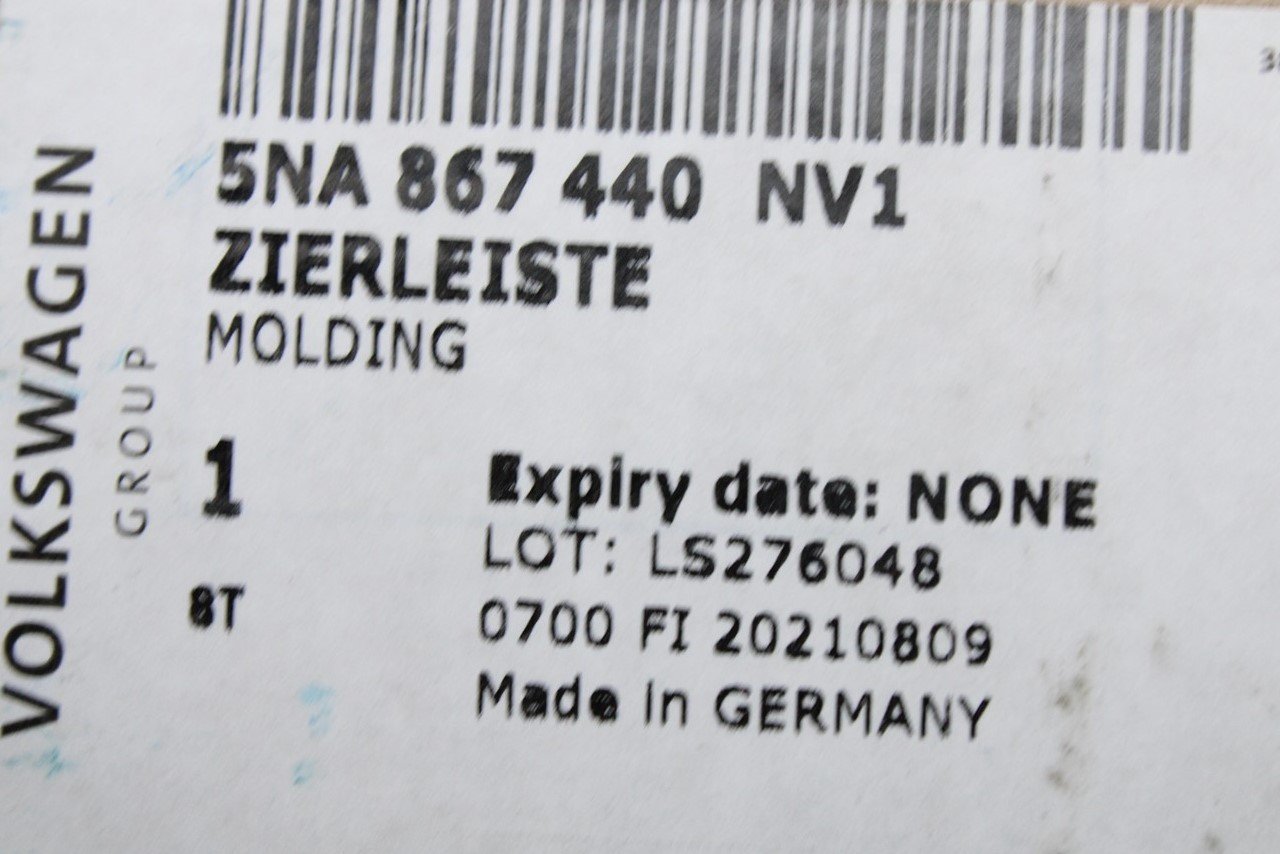 5NA 867 440 NV1
ZIERLEISTE
MOLDING
VOLKSWAGEN
GROUP
1
Expiry date: NONE
LOT: LS276048
8T
0700 FI 20210809
Made in GERMANY